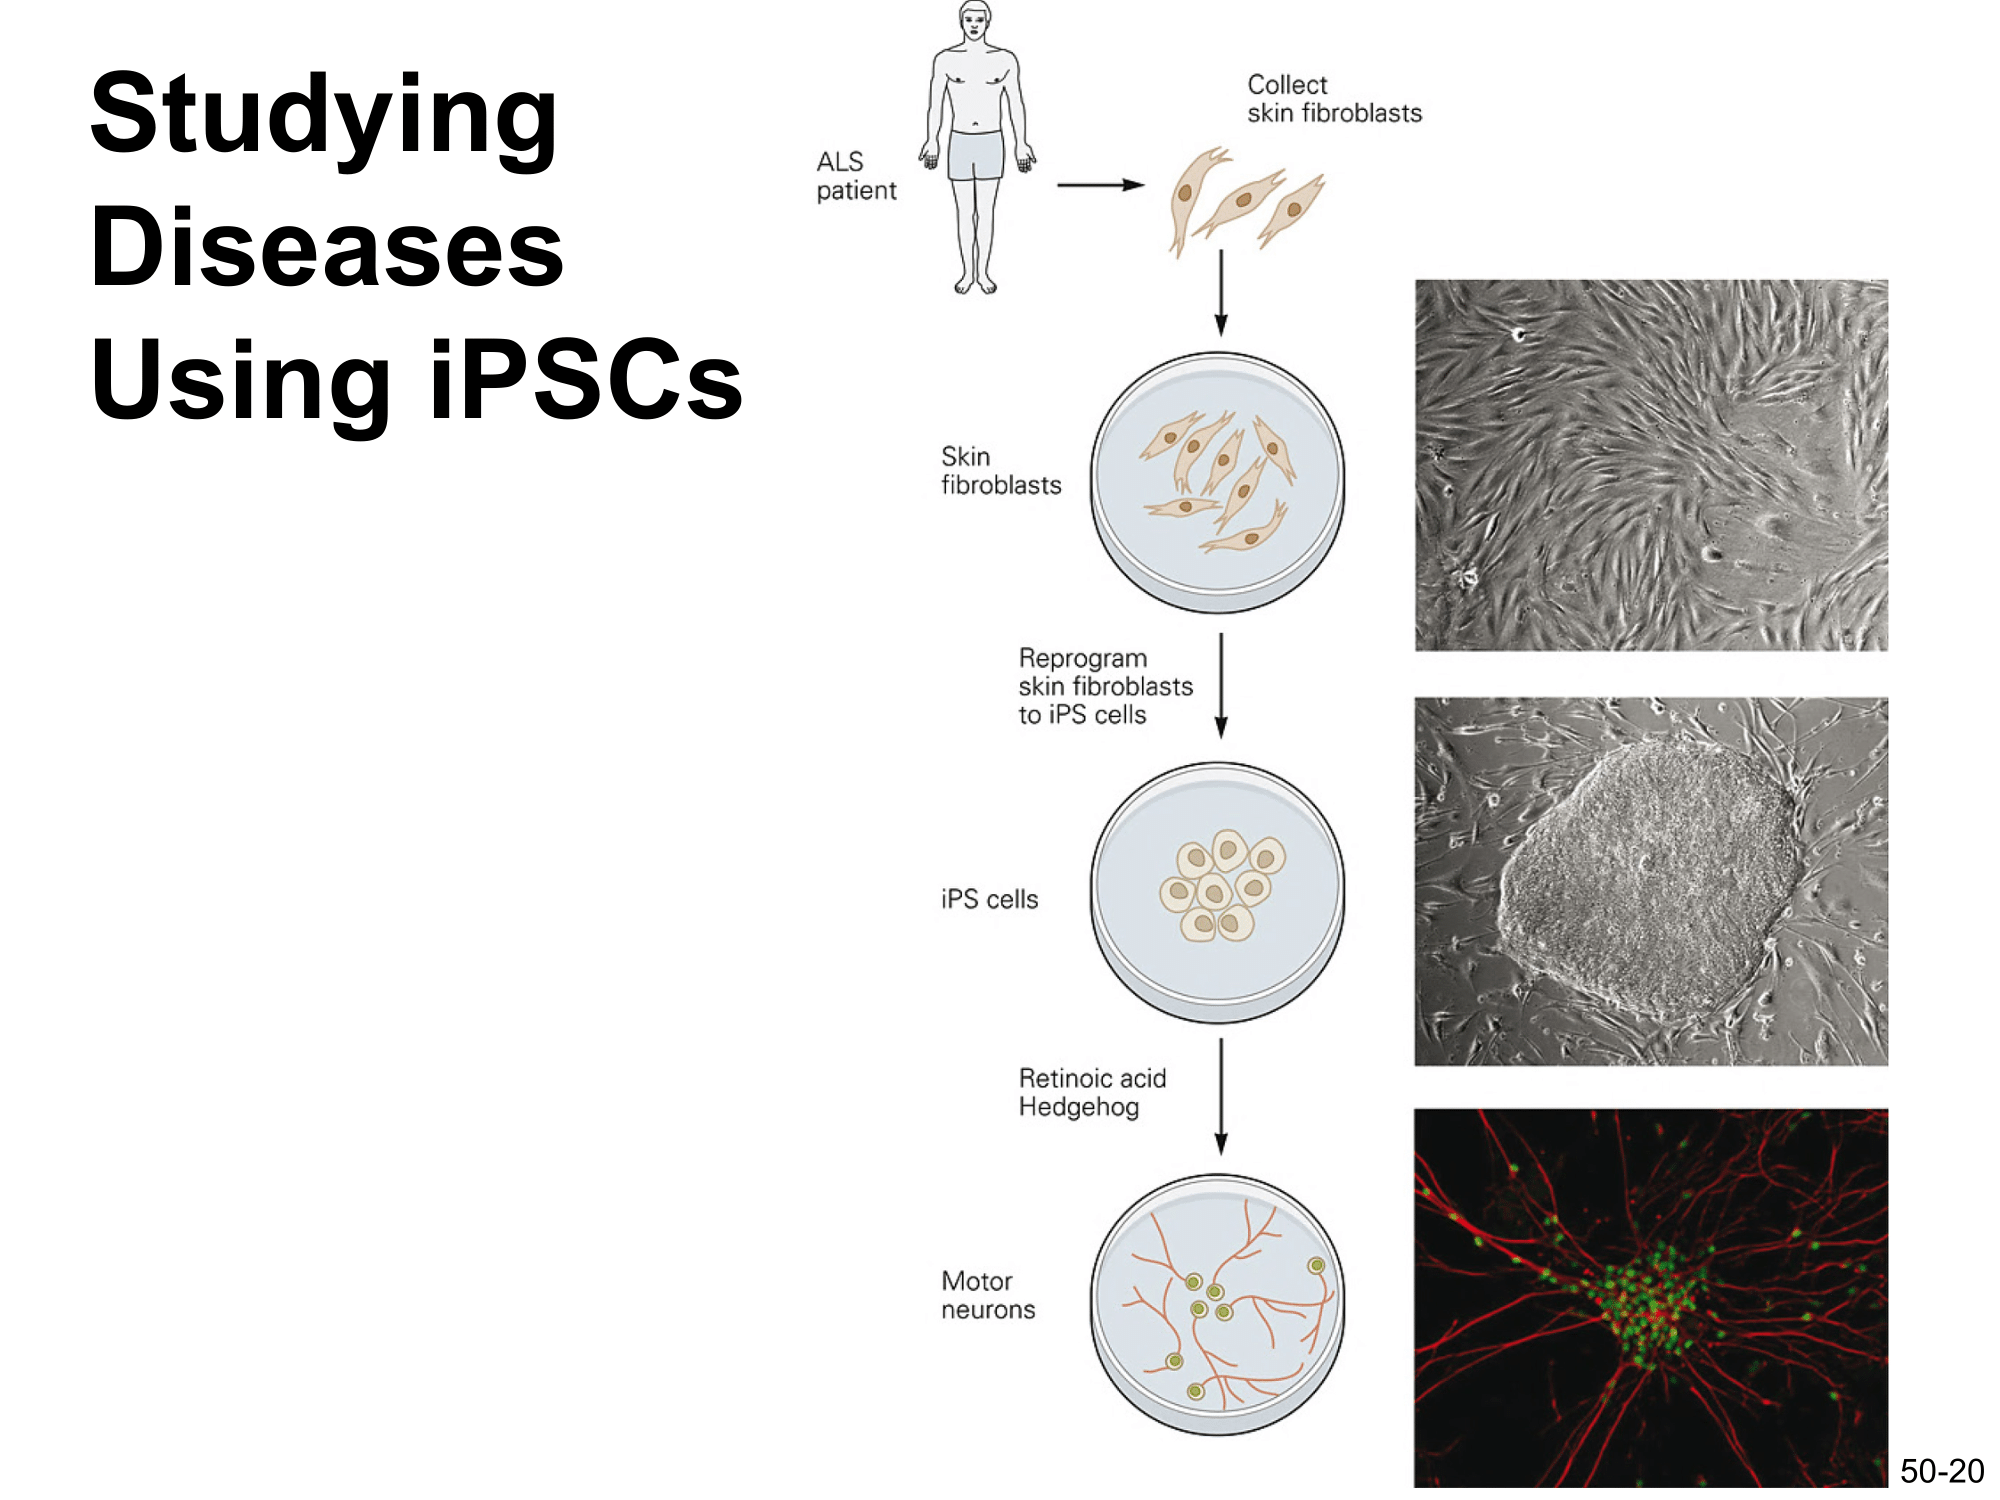 Studying
Diseases
Using iPSCs
ALS
patient
Collect
skin fibroblasts
Skin
fibroblasts
Reprogram
skin fibroblasts
to iPS cells
iPS cells
Retinoic acid
Hedgehog
Motor
neurons
50-20